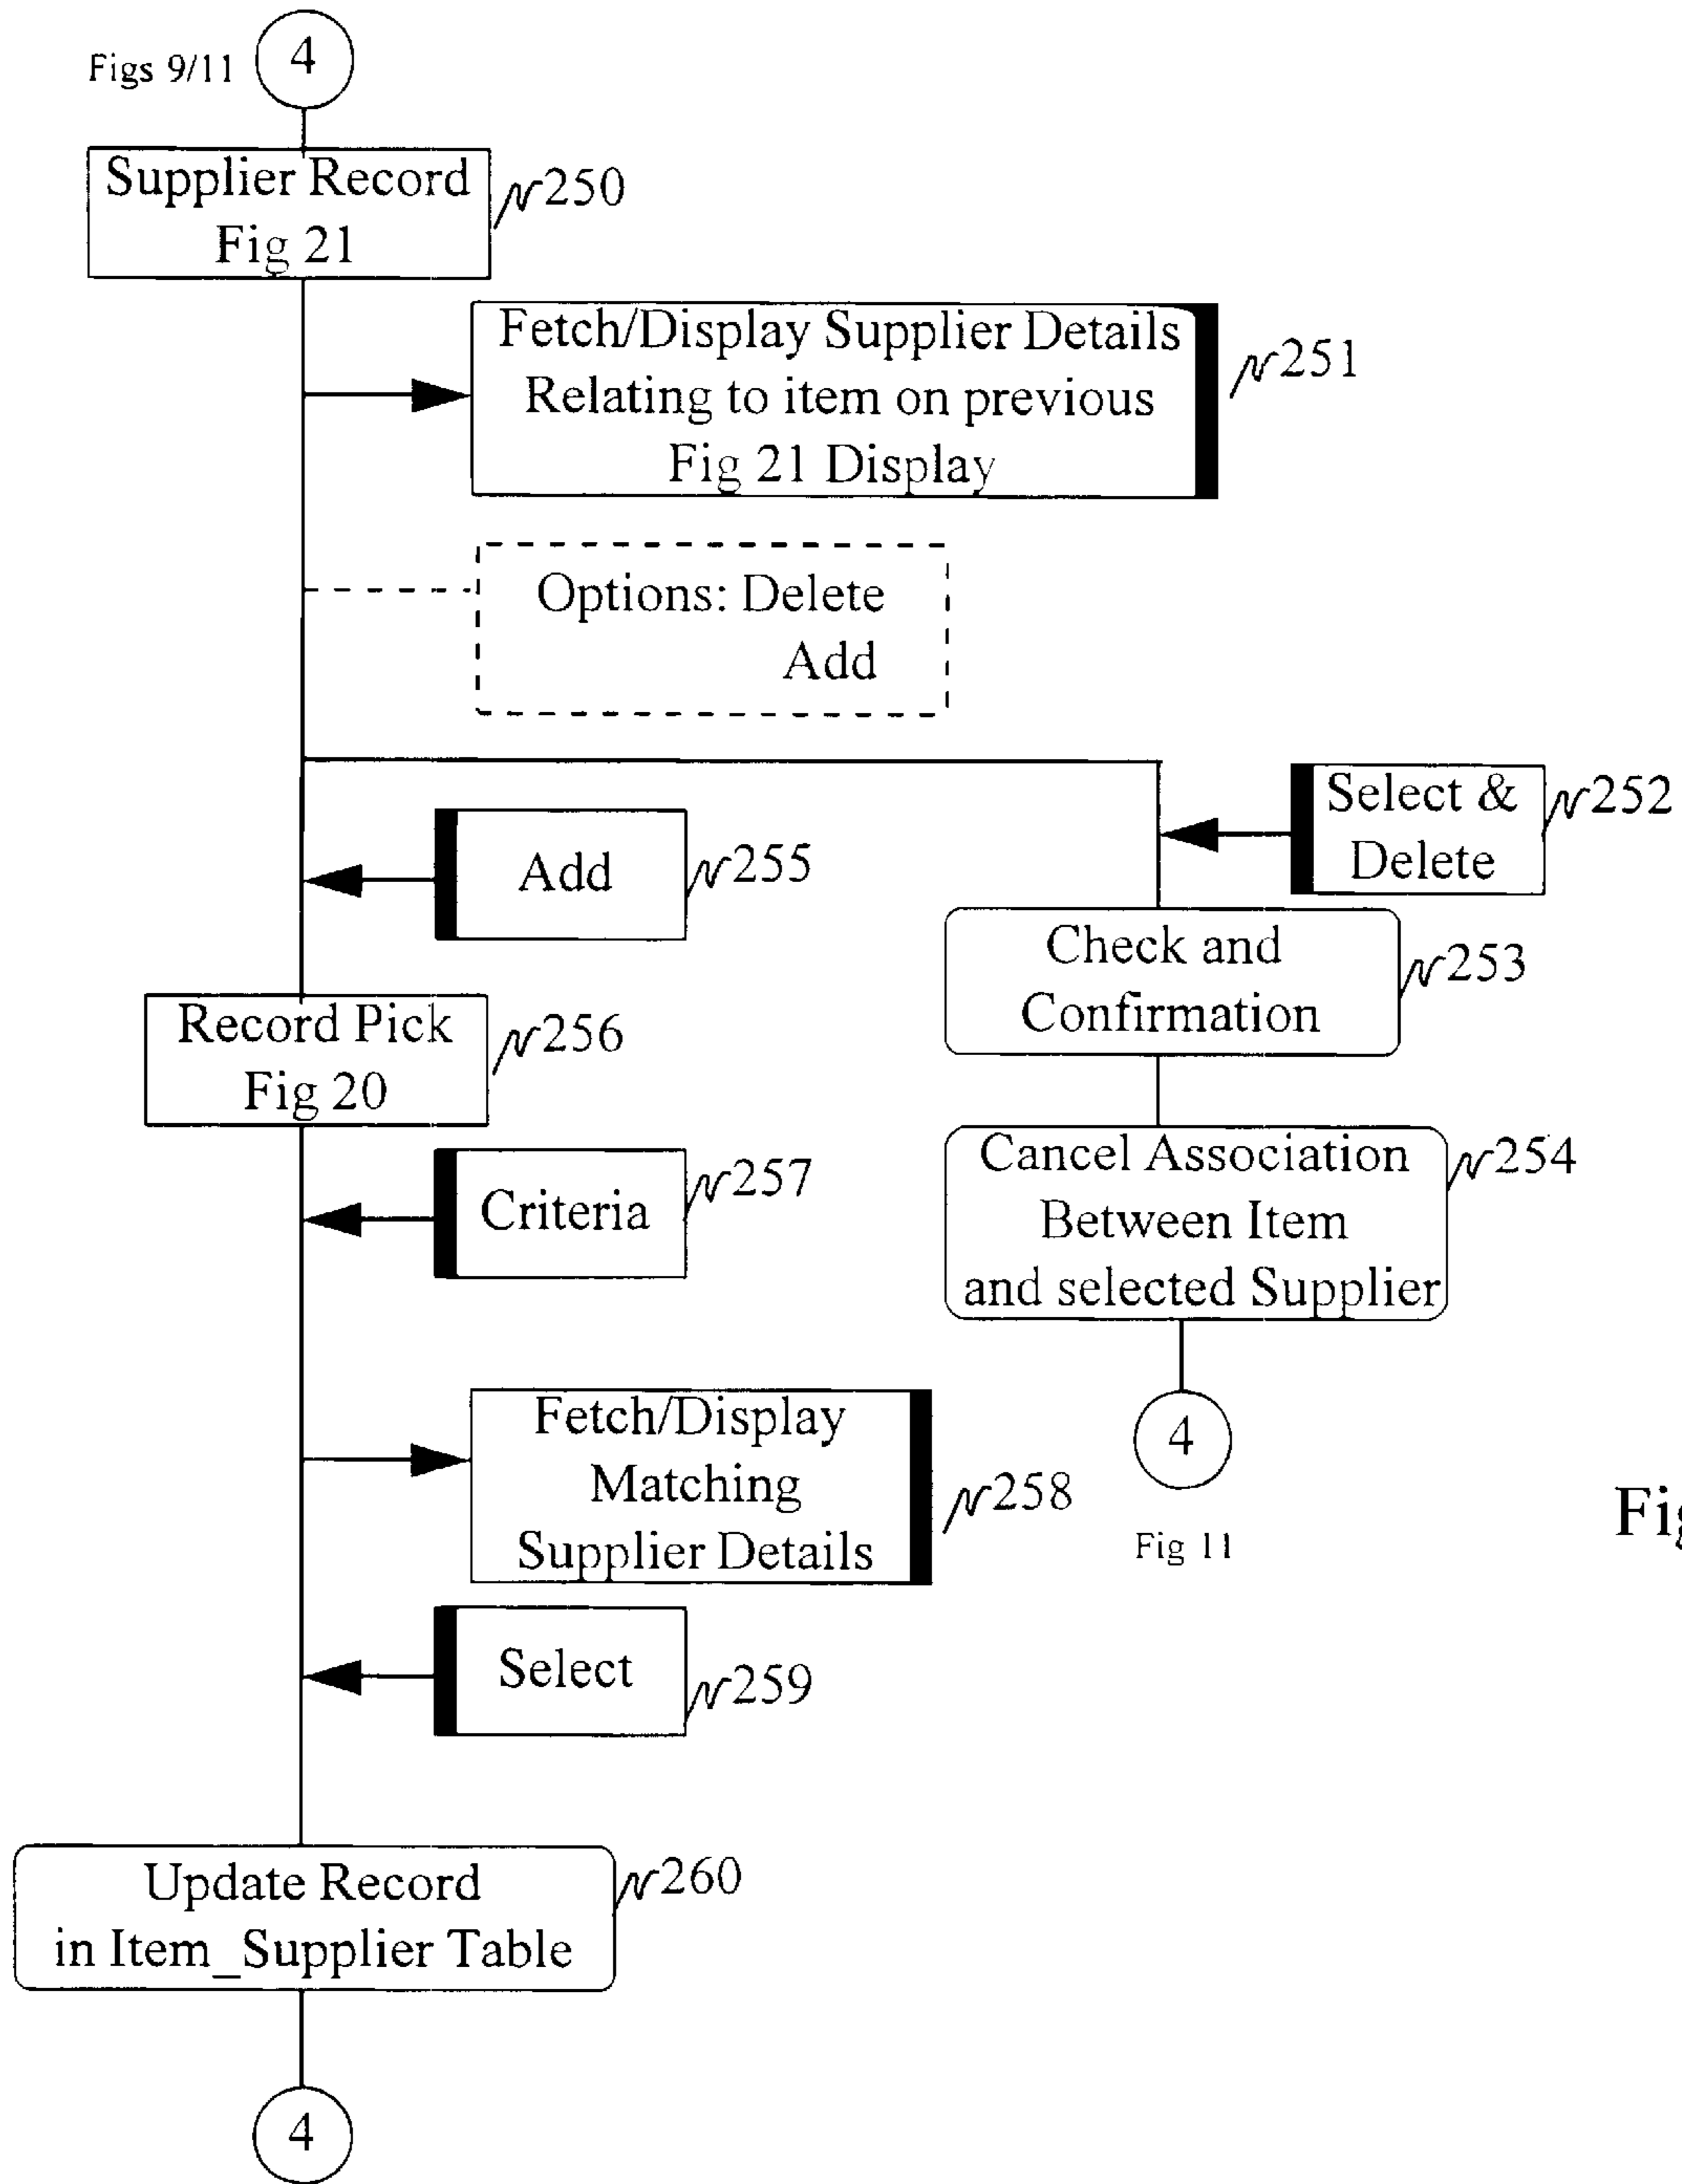 Figs 9/11
4
Supplier Record
Fig 21
250
Fetch/Display Supplier Details
Relating to item on previous
Fig 21 Display
251
Options: Delete
Add
Select &
Delete
252
Add
255
Check and
Confirmation
253
Record Pick
Fig 20
256
Cancel Association
Between Item
and selected Supplier
254
Criteria
257
4
Fig 11
Fetch/Display
Matching
Supplier Details
258
Select
259
Update Record
in Item_Supplier Table
260
4